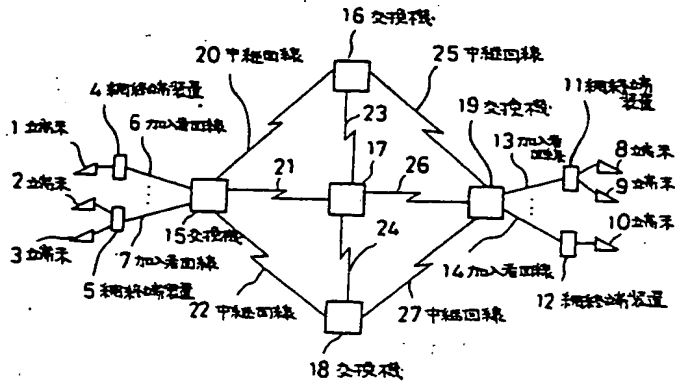 16 交換機
20 中継回線
25 中継回線
4 網終端装置
6 加入者回線
1 端末
2 端末
3 端末
15 交換機
7 加入者回線
5 網終端装置
22 中継回線
21
23
17
26
24
19 交換機
11 網終端
装置
13 加入者
回線
8 端末
9 端末
10 端末
14 加入者回線
12 網終端装置
27 中継回線
18 交換機